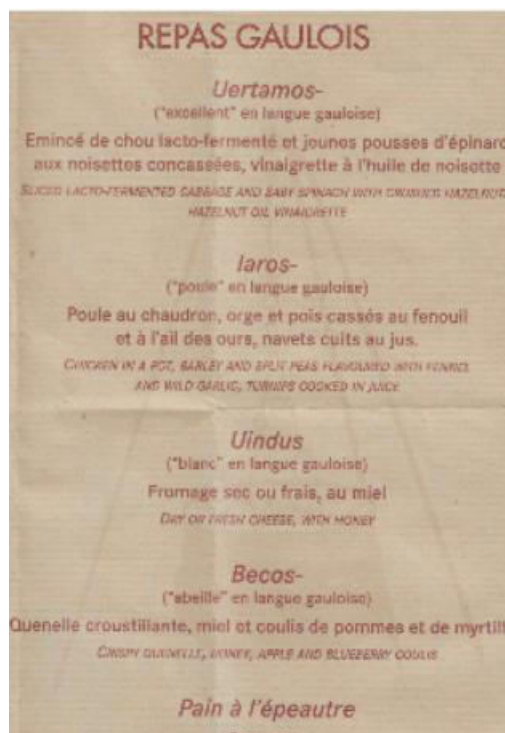 REPAS GAULOIS
Uertamos-
("excellent" en langue gauloise)
Emincé de chou lacto-fermenté et jeunes pousses d'épinard
aux noisettes concassées, vinaigrette à l'huile de noisette
SLICED LACTO-FERMENTED CABBAGE AND BABY SPINACH WITH CRUSHED HAZELNUT
HAZELNUT OIL VINAIGRETTE
Iaros-
("poule" en langue gauloise)
Poule au chaudron, orge et pois cassés au fenouil
et à l'ail des ours, navets cuits au jus.
CHICKEN IN A POT, BARLEY AND SPLIT PEAS FLAVOURED WITH FENNEL
AND WILD GARLIC, TURNIPS COOKED IN JUICE
Uindus
("blanc" en langue gauloise)
Fromage sec ou frais, au miel
DRY OR FRESH CHEESE, WITH HONEY
Becos-
("abeille" en langue gauloise)
Quenelle croustillante, miel et coulis de pommes et de myrtill
CRISPY QUENELLE, HONEY, APPLE AND BLUEBERRY COULIS
Pain à l'épeautre